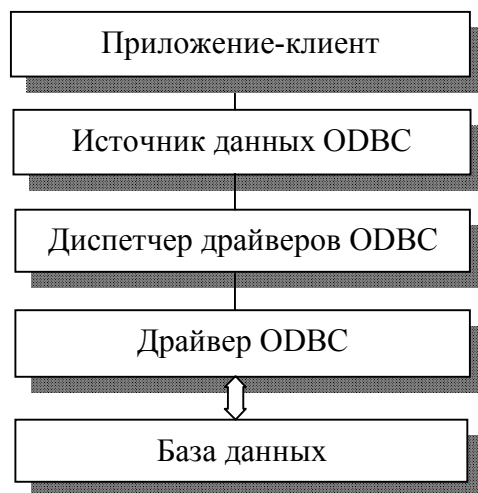 Приложение-клиент
Источник данных ODBC
Диспетчер драйверов ODBC
Драйвер ODBC
База данных